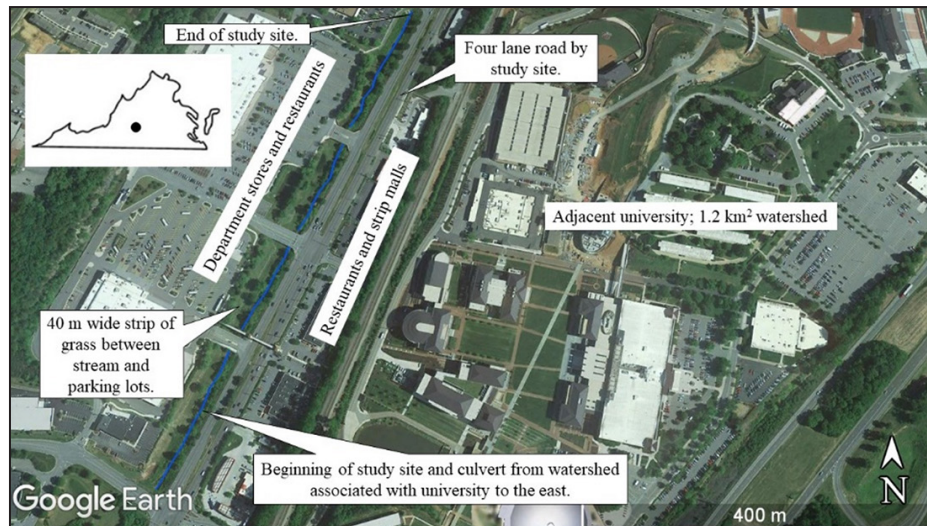 End of study site.
Four lane road by
study site.
Department stores and restaurants
Restaurants and strip malls
Adjacent university; 1.2 km² watershed
40 m wide strip of
grass between
stream and
parking lots.
Beginning of study site and culvert from watershed
associated with university to the east.
Google Earth
N
400 m